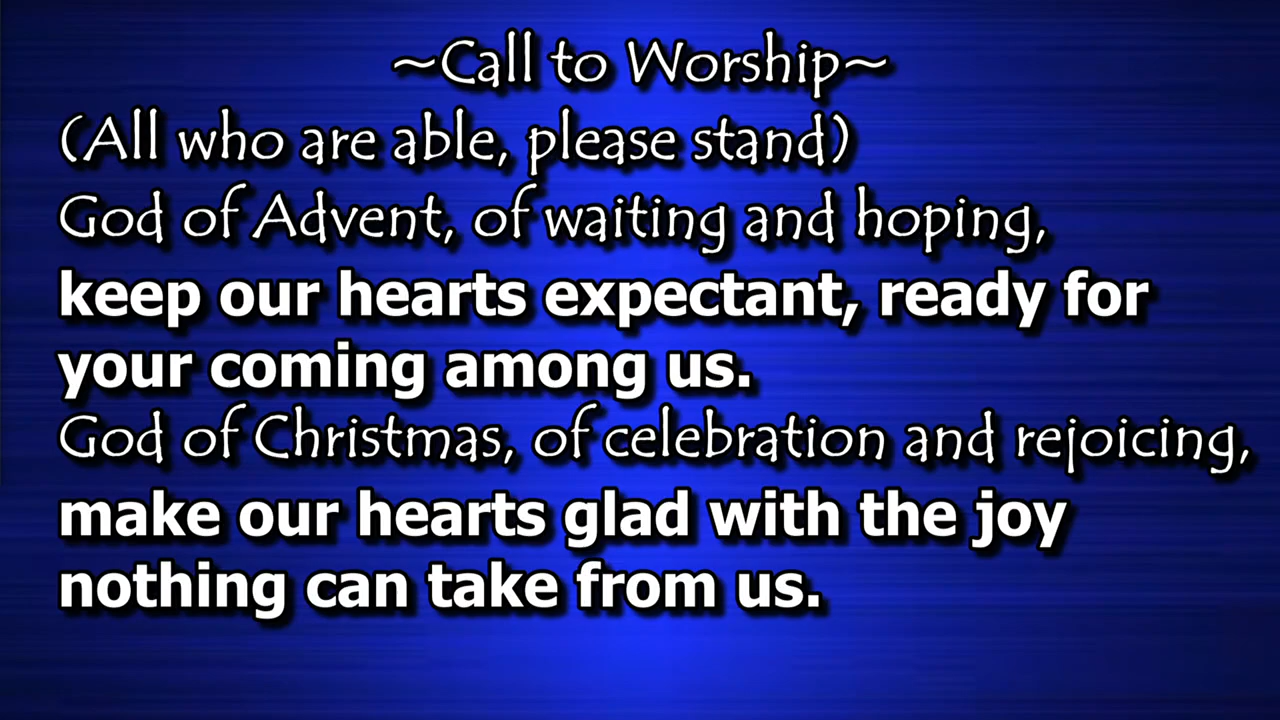 ~Call to Worship~
(All who are able, please stand)
God of Advent, of waiting and hoping,
keep our hearts expectant, ready for
your coming among us.
God of Christmas, of celebration and rejoicing,
make our hearts glad with the joy
nothing can take from us.